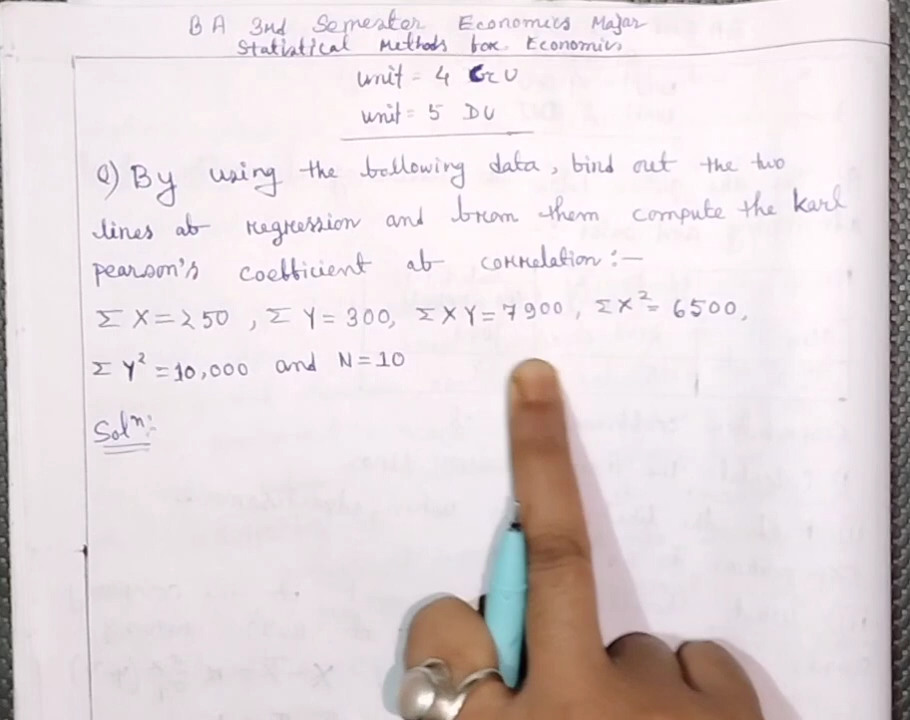 BA 3rd Semester Economics Major
Statistical Methods for Economics
unit = 4 GU
unit = 5 DU
Q) By using the following data, find out the two
lines of regression and from them compute the Karl
pearson's coefficient of correlation :—
Σ X = 250, Σ Y = 300, Σ XY = 7900, Σ X² = 6500,
Σ Y² = 10,000 and N = 10
Solⁿ: